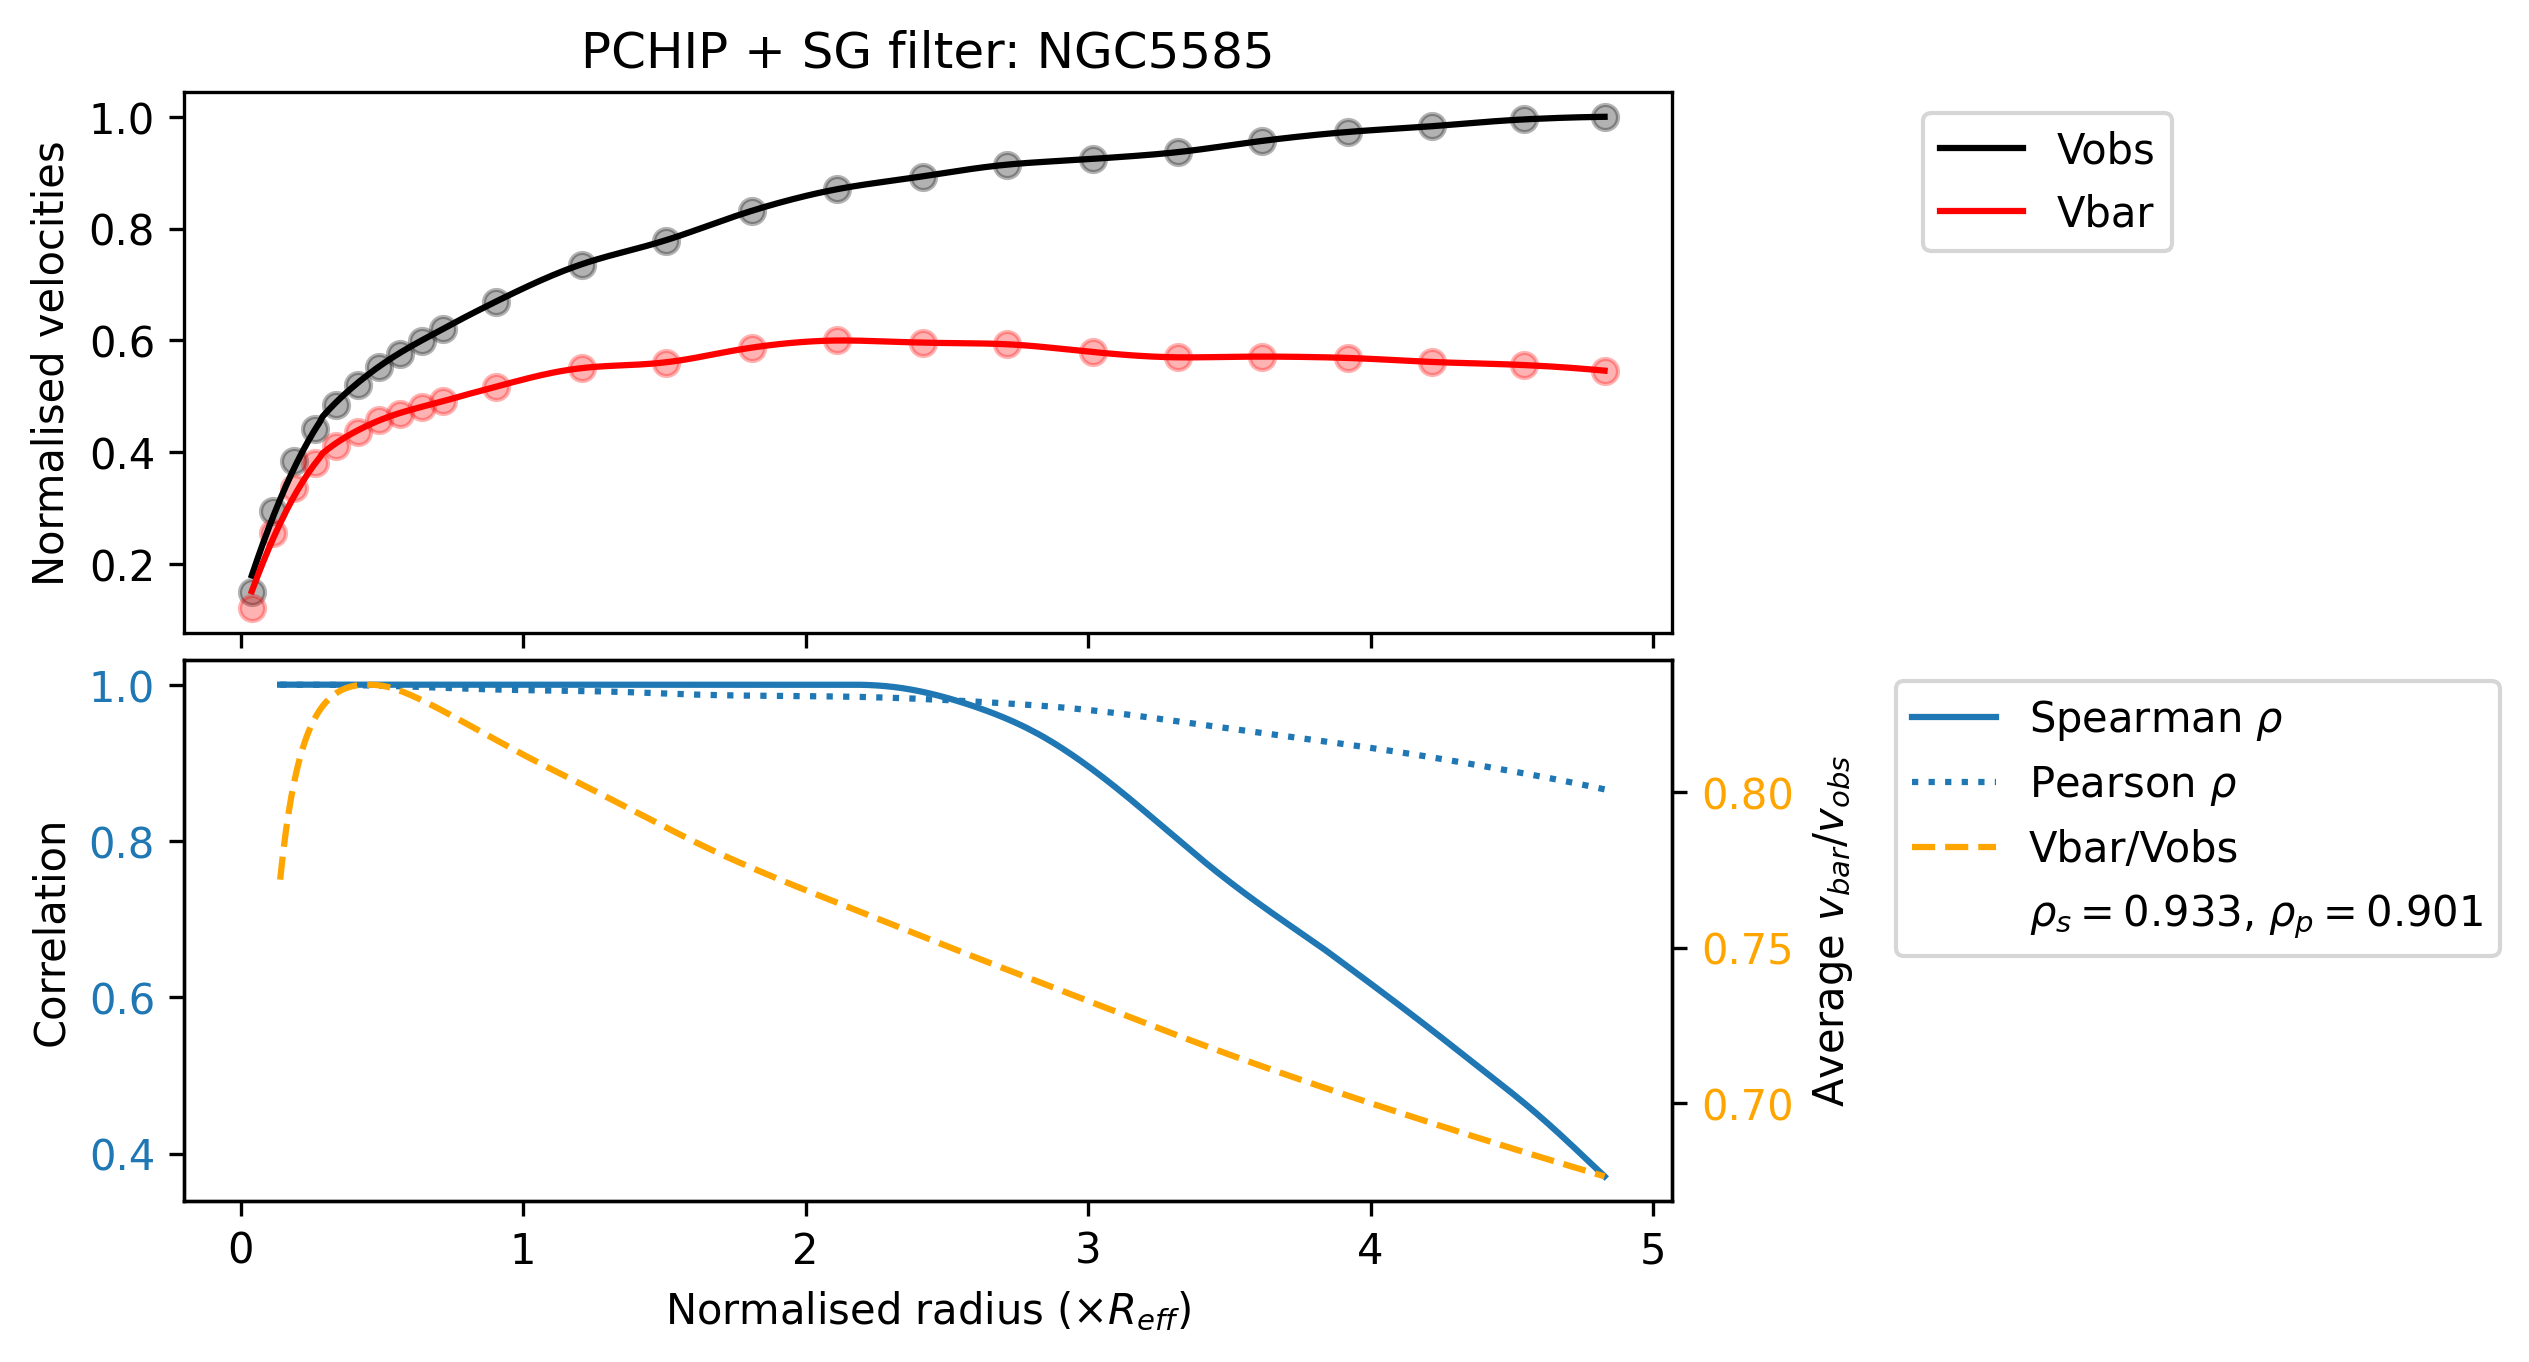 PCHIP + SG filter: NGC5585
Normalised velocities
1.0
0.8
0.6
0.4
0.2
Vobs
Vbar
Correlation
1.0
0.8
0.6
0.4
0.80
0.75
0.70
Average v_bar/v_obs
Spearman ρ
Pearson ρ
Vbar/Vobs
ρ_s = 0.933, ρ_p = 0.901
0 1 2 3 4 5
Normalised radius (×R_eff)